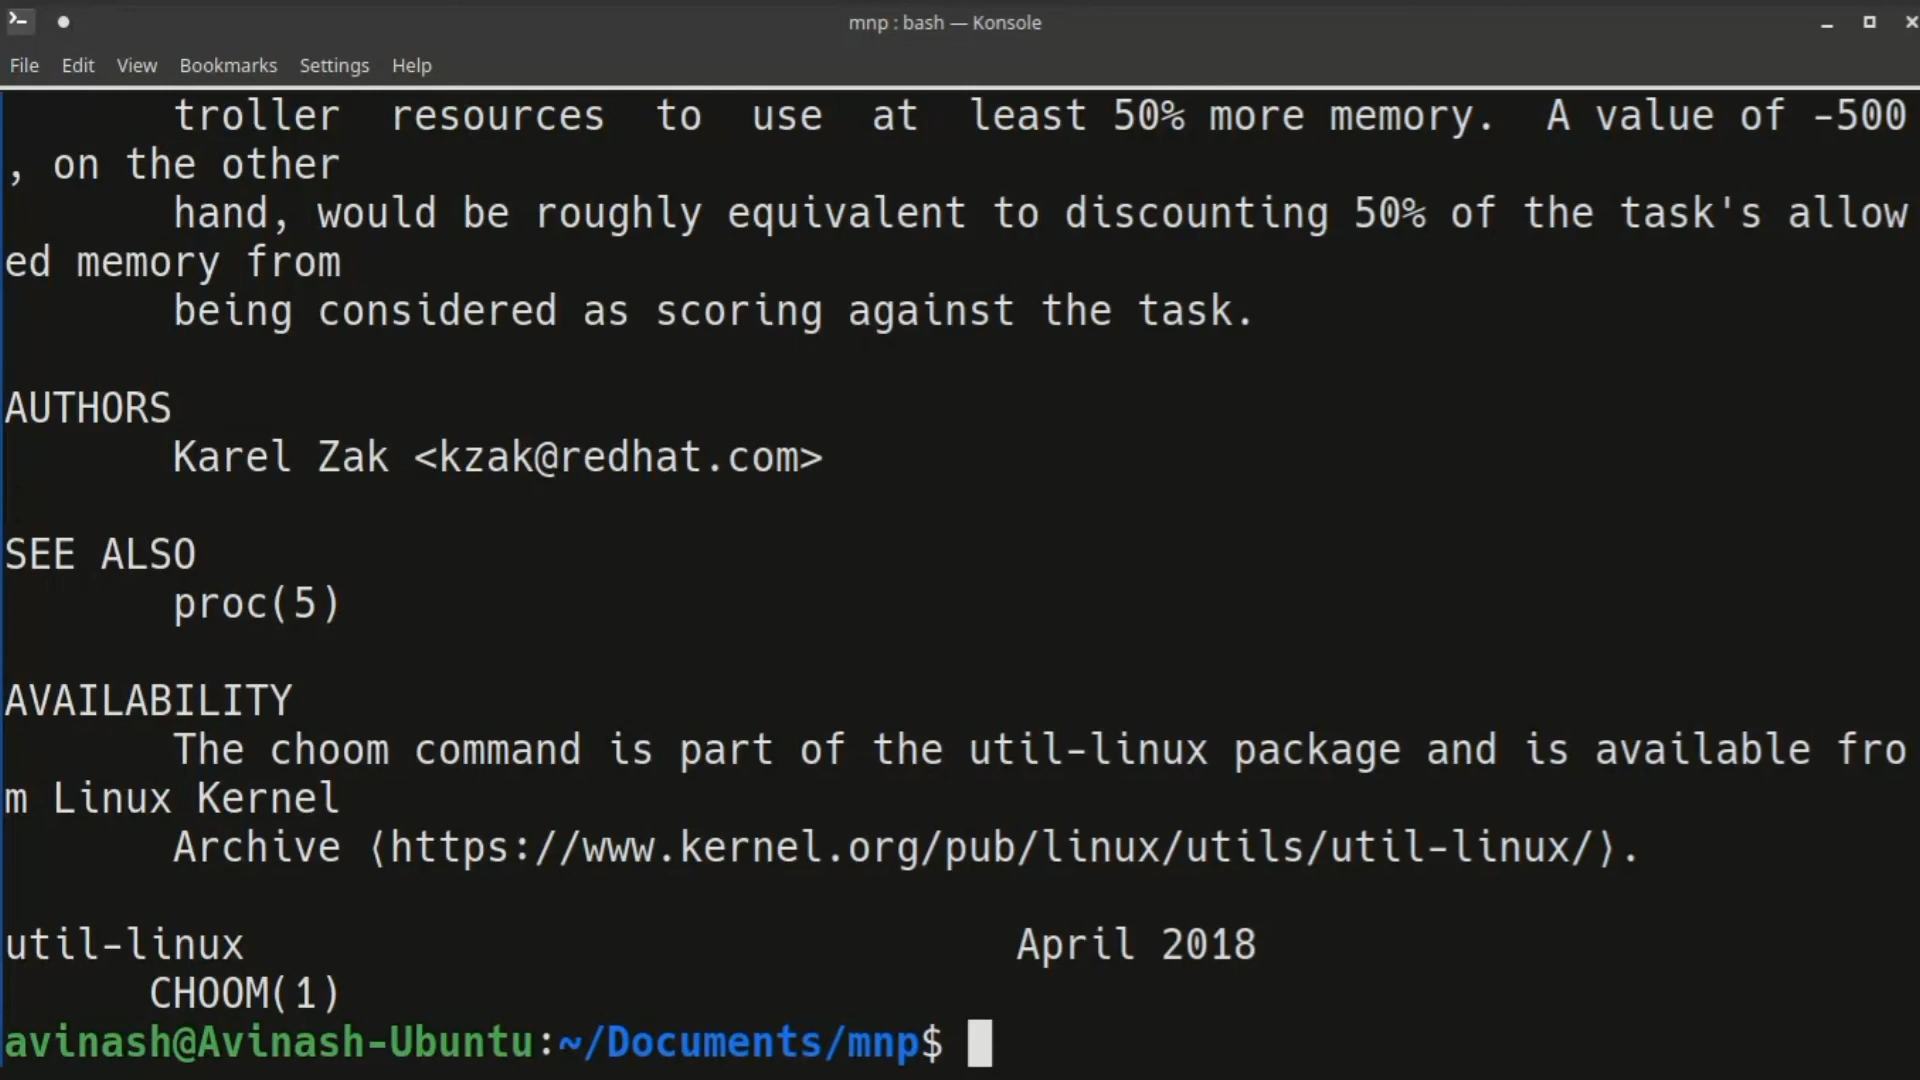 mnp : bash — Konsole
File Edit View Bookmarks Settings Help
troller resources to use at least 50% more memory. A value of -500
, on the other
hand, would be roughly equivalent to discounting 50% of the task's allow
ed memory from
being considered as scoring against the task.
AUTHORS
Karel Zak <kzak@redhat.com>
SEE ALSO
proc(5)
AVAILABILITY
The choom command is part of the util-linux package and is available fro
m Linux Kernel
Archive ⟨https://www.kernel.org/pub/linux/utils/util-linux/⟩.
util-linux April 2018
CHOOM(1)
avinash@Avinash-Ubuntu:~/Documents/mnp$